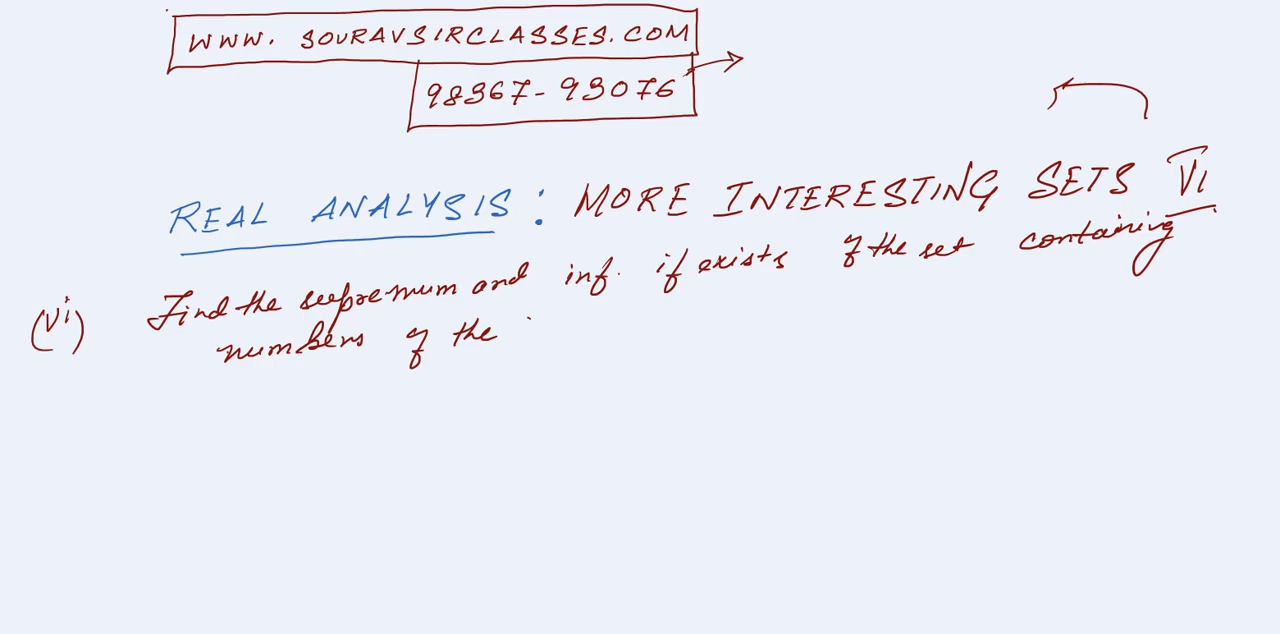 WWW. SOURAVSIRCLASSES.COM
98367-93076
REAL ANALYSIS: MORE INTERESTING SETS VI
(vi) Find the supremum and inf. if exists of the set containing
numbers of the